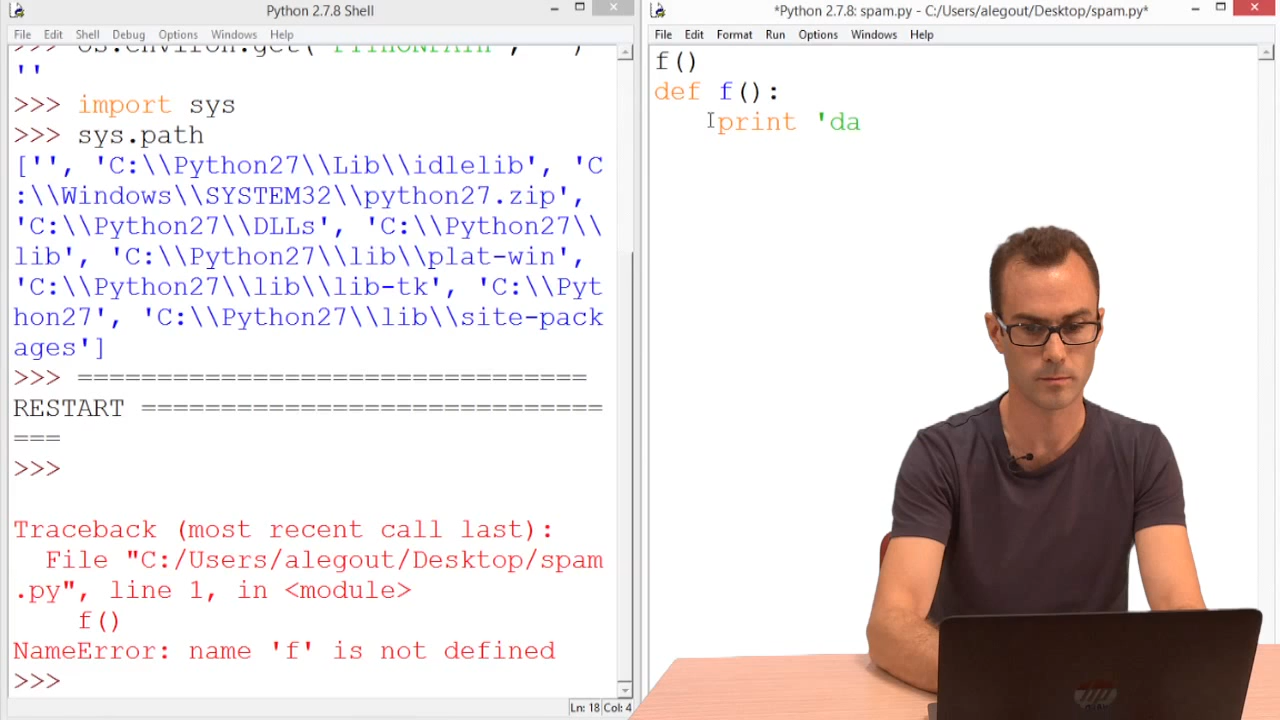 Python 2.7.8 Shell
File Edit Shell Debug Options Windows Help
''
>>> import sys
>>> sys.path
['', 'C:\\Python27\\Lib\\idlelib', 'C
:\\Windows\\SYSTEM32\\python27.zip',
'C:\\Python27\\DLLs', 'C:\\Python27\\
lib', 'C:\\Python27\\lib\\plat-win',
'C:\\Python27\\lib\\lib-tk', 'C:\\Pyt
hon27', 'C:\\Python27\\lib\\site-pack
ages']
>>> ================================
RESTART =============================
===
>>>
Traceback (most recent call last):
File "C:/Users/alegout/Desktop/spam
.py", line 1, in <module>
f()
NameError: name 'f' is not defined
>>>
Ln: 18 Col: 4
*Python 2.7.8: spam.py - C:/Users/alegout/Desktop/spam.py*
File Edit Format Run Options Windows Help
f()
def f():
print 'da
hp